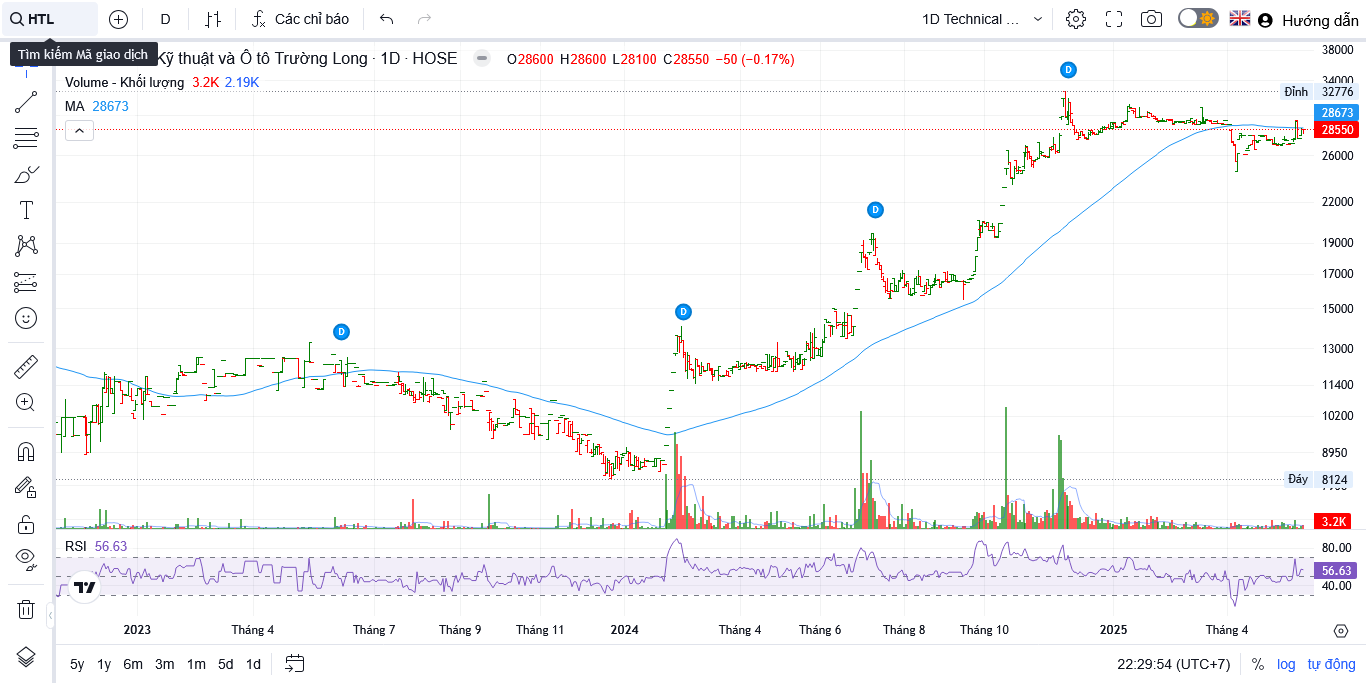 HTL
D
Các chỉ báo
1D Technical ...
Hướng dẫn
Tìm kiếm Mã giao dịch
Kỹ thuật và Ô tô Trường Long · 1D · HOSE
O28600 H28600 L28100 C28550 −50 (−0.17%)
Volume - Khối lượng 3.2K 2.19K
MA 28673
D
D
D
D
38000
34000
Đỉnh 32776
28673
28550
26000
22000
19000
17000
15000
13000
11400
10200
8950
Đáy 8124
3.2K
RSI 56.63
80.00
56.63
40.00
2023 Tháng 4 Tháng 7 Tháng 9 Tháng 11 2024 Tháng 4 Tháng 6 Tháng 8 Tháng 10 2025 Tháng 4
5y 1y 6m 3m 1m 5d 1d
22:29:54 (UTC+7) % log tự động